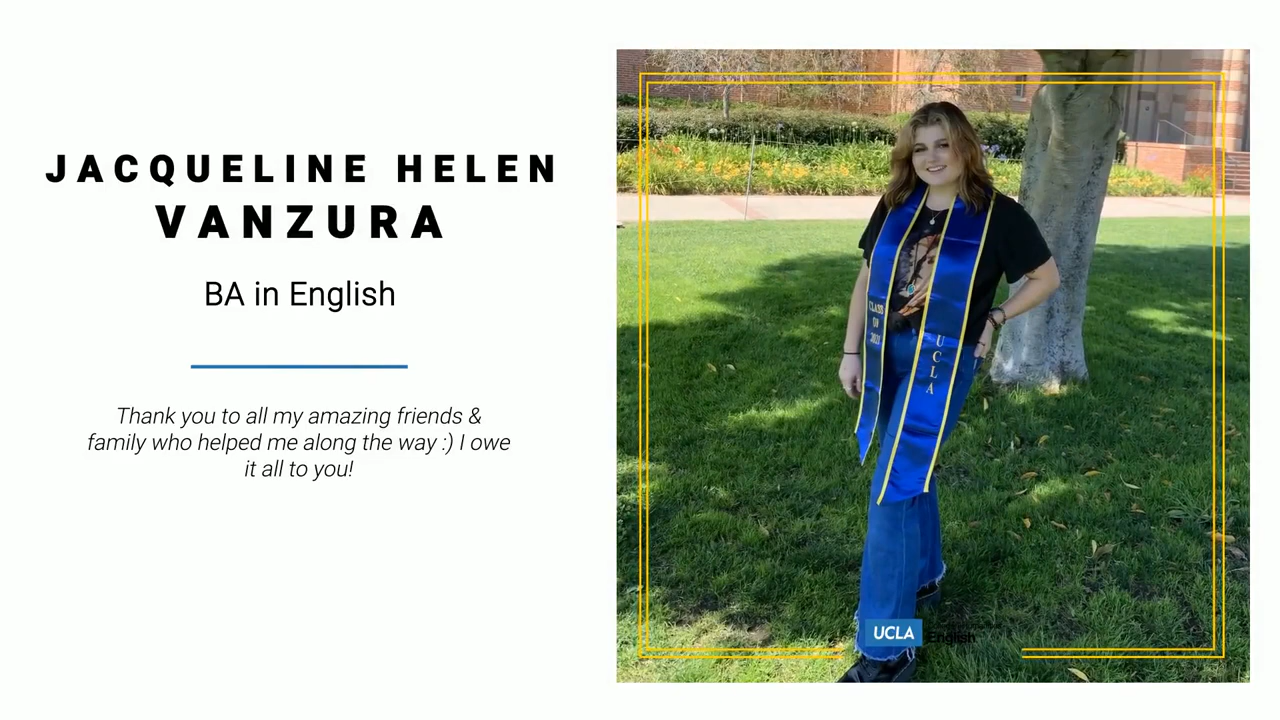 JACQUELINE HELEN
VANZURA
BA in English
Thank you to all my amazing friends &
family who helped me along the way :) I owe
it all to you!
CLASS
OF
2021
U
C
L
A
UCLA English